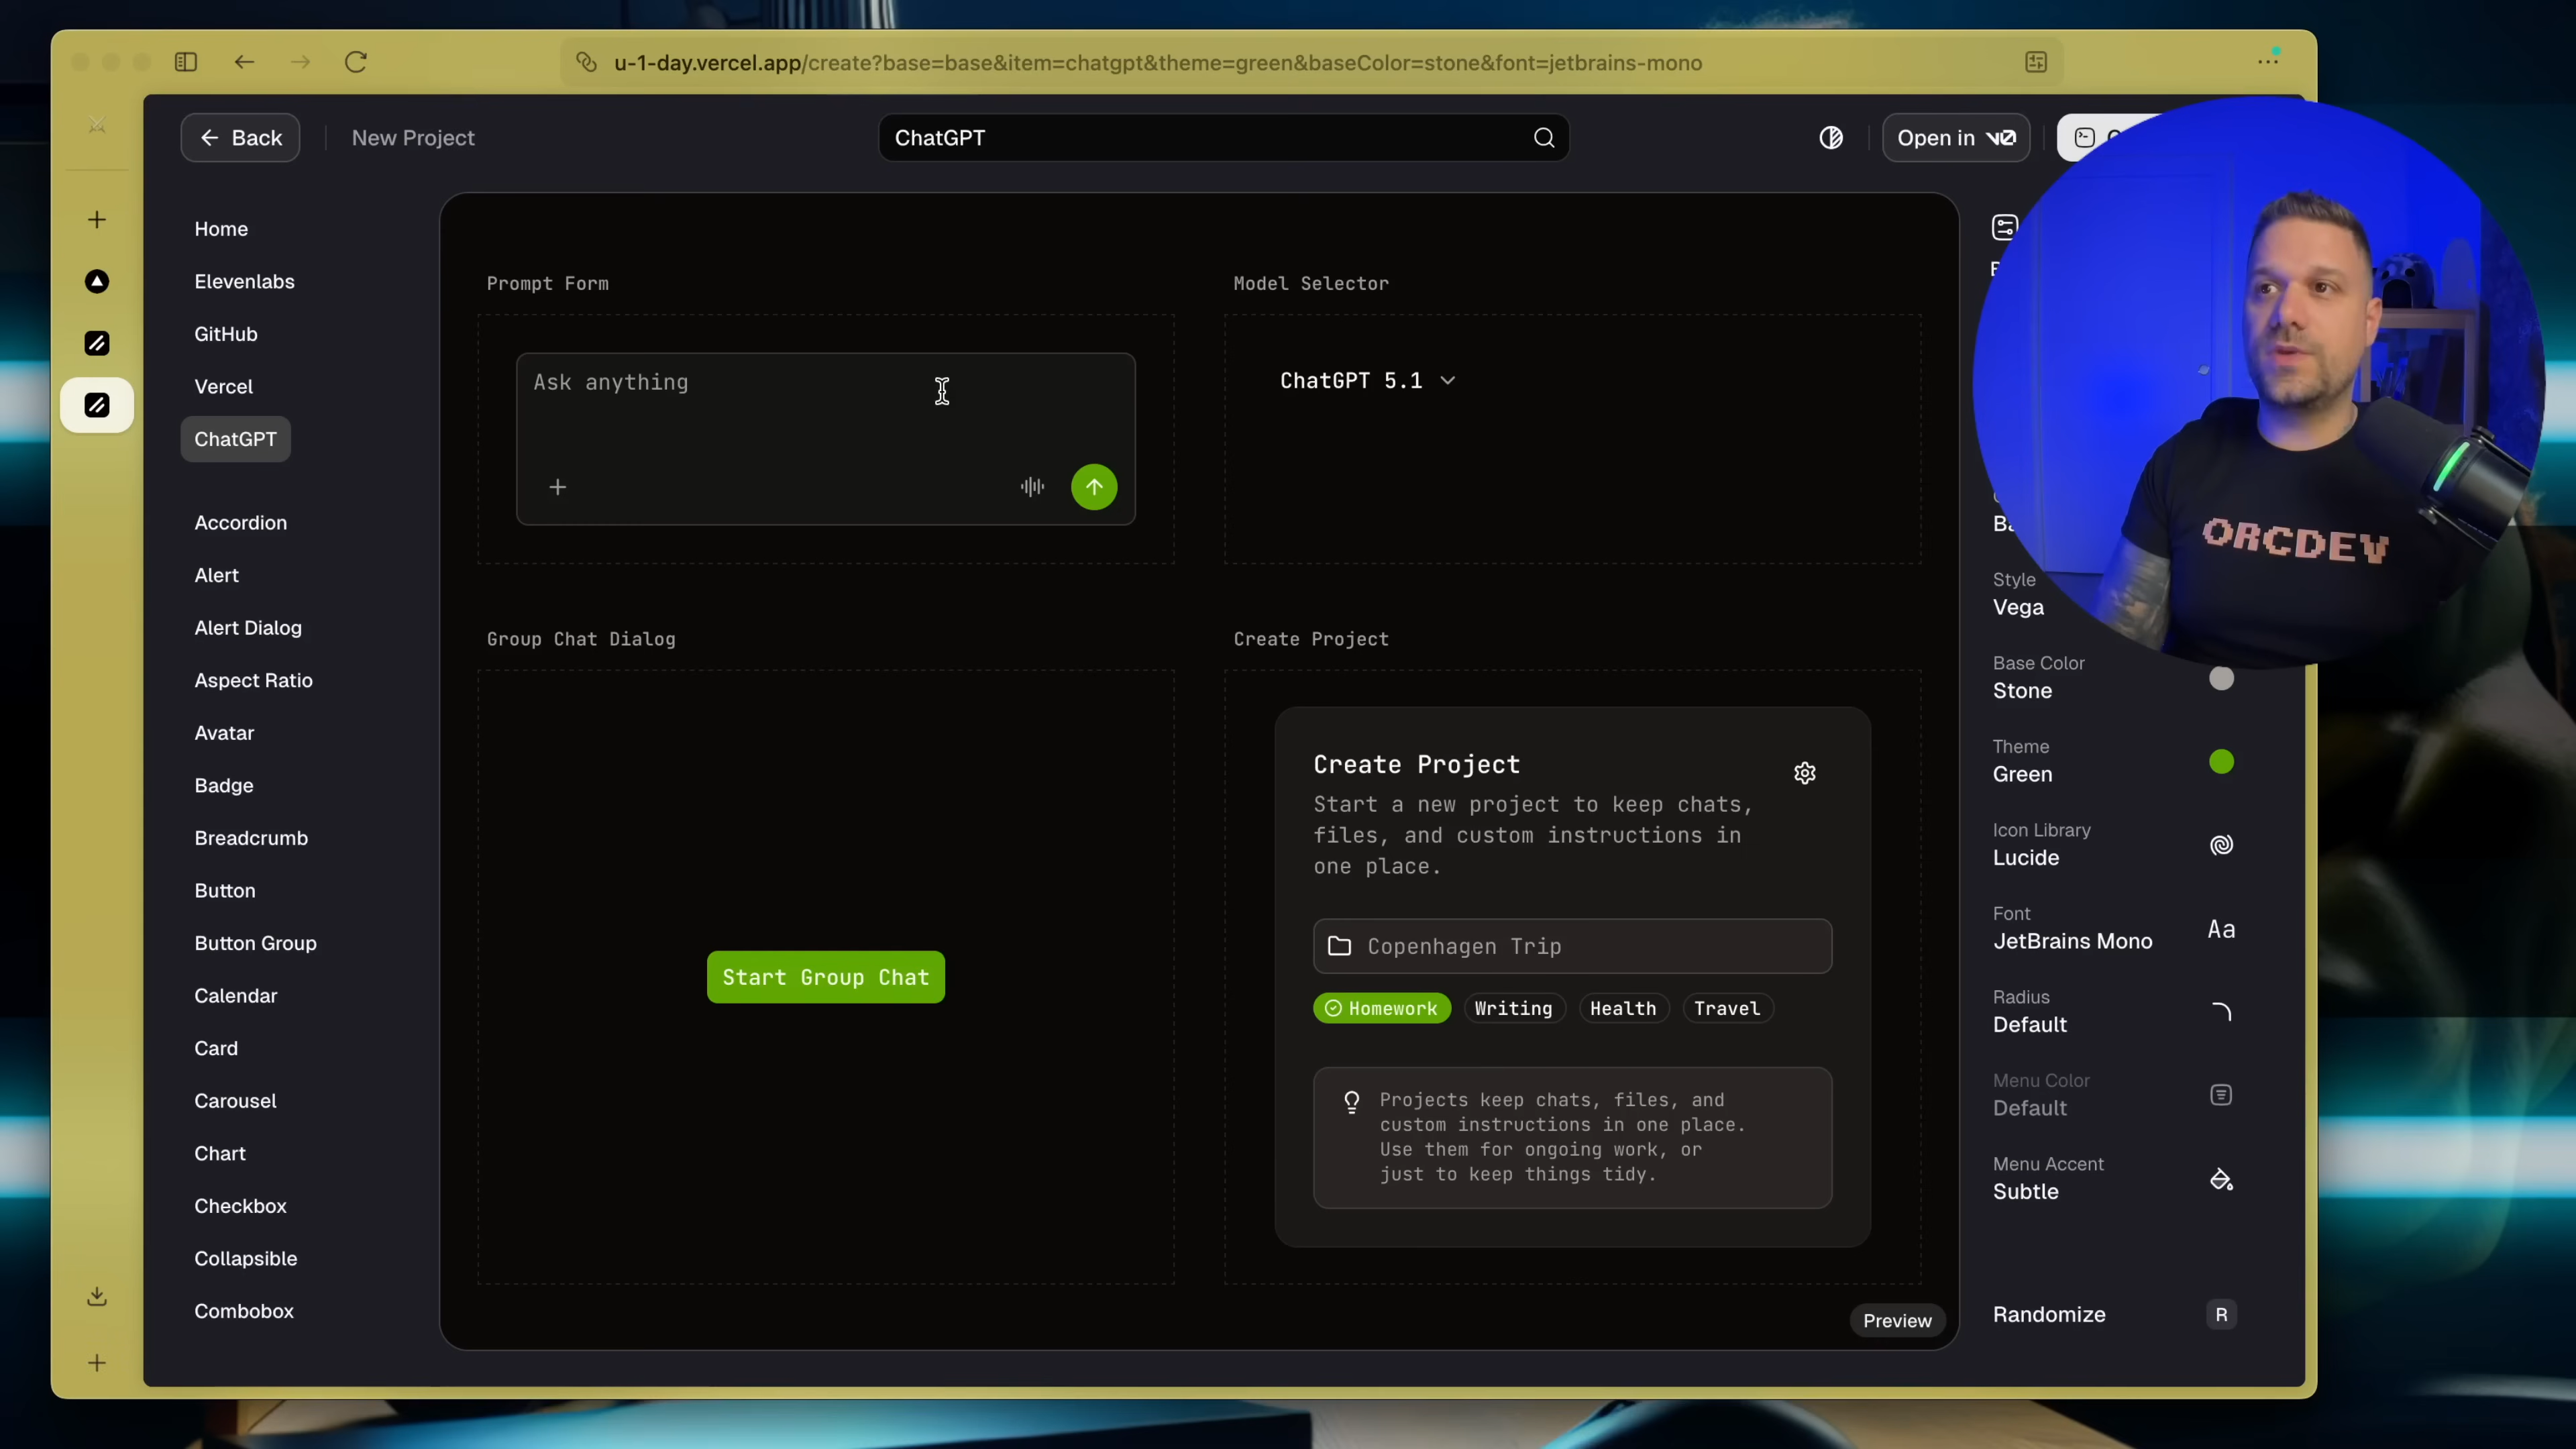 u-1-day.vercel.app/create?base=base&item=chatgpt&theme=green&baseColor=stone&font=jetbrains-mono
Back
New Project
ChatGPT
Open in v0
Home
Elevenlabs
GitHub
Vercel
ChatGPT
Accordion
Alert
Alert Dialog
Aspect Ratio
Avatar
Badge
Breadcrumb
Button
Button Group
Calendar
Card
Carousel
Chart
Checkbox
Collapsible
Combobox
Prompt Form
Ask anything
Model Selector
ChatGPT 5.1
Group Chat Dialog
Start Group Chat
Create Project
Create Project
Start a new project to keep chats,
files, and custom instructions in
one place.
Copenhagen Trip
Homework Writing Health Travel
Projects keep chats, files, and
custom instructions in one place.
Use them for ongoing work, or
just to keep things tidy.
Preview
ORCDEV
Style
Vega
Base Color
Stone
Theme
Green
Icon Library
Lucide
Font
JetBrains Mono
Aa
Radius
Default
Menu Color
Default
Menu Accent
Subtle
Randomize
R